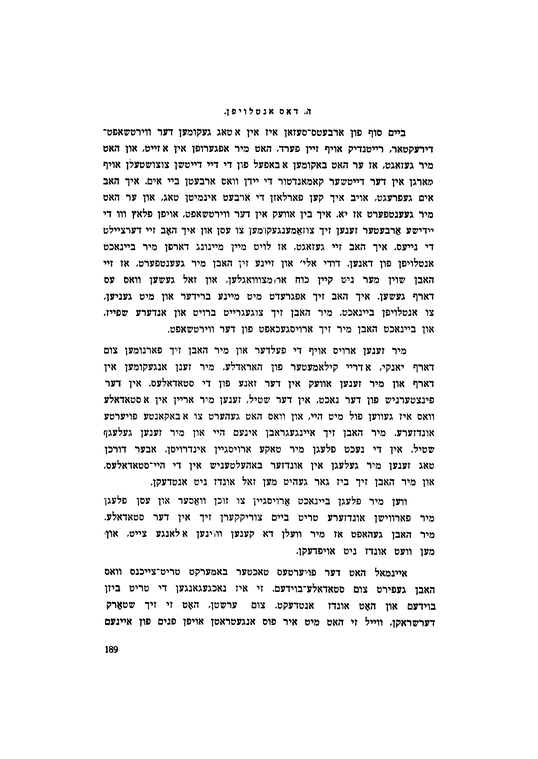 ה. דאס אנטלויפן.
ביים סוף פון ארבעטס־סעזאן איז אין א טאג געקומען דער ווירטשאפט־
דירעקטאר, רייטנדיק אויף זיין פערד, האט מיר אפגערופן אין א זייט, און האט
מיר געזאגט, אז ער האט באקומען א באפעל פון די דיי דייטשן צוצושטעלן אויף
מארגן אין דער דייטשער קאמאנדטור די יידן וואס ארבעטן ביי אים. איך האב
אים געפרעגט, אויב איך קען פארלאזן די ארבעט אינמיטן טאג, און ער האט
מיר געענטפערט אז יא. איך בין אוועק אין דער ווירטשאפט, אויפן פלאץ ווו די
יידישע ארבעטער זענען זיך צוזאמענגעקומען צו עסן און איך האב זיי דערציילט
די נייעס. איך האב זיי געזאגט, אז לויט מיין מיינונג דארפן מיר ביינאכט
אנטלויפן פון דאנען. דודי אלי׳ און זיינע זין האבן מיר געענטפערט, אז זיי
האבן שוין מער ניט קיין כוח ארומצווואגלען, און זאל געשען וואס עס
דארף געשען. איך האב זיך אפגערעדט מיט מיינע ברידער און מיט גענין,
צו אנטלויפן ביינאכט. מיר האבן זיך צוגעגרייט ברויט און אנדערע שפייז,
און ביינאכט האבן מיר זיך ארויסגעכאפט פון דער ווירטשאפט.
מיר זענען ארויס אויף די פעלדער און מיר האבן זיך פארנומען צום
דארף יאנקי, א דריי קילאמעטער פון האראדלע. מיר זענן אנגעקומען אין
דארף און מיר זענען אוועק אין דער זאנע פון די סטאדאלעס. אין דער
פינצטערניש פון דער נאכט, אין דער שטיל, זענען מיר אריין אין א סטאדאלע
וואס איז געווען פול מיט היי, און וואס האט געהערט צו א באקאנטע פויערטע
אונדזערע. מיר האבן זיך איינגעגראבן אינעם היי און מיר זענען געלעגן
שטיל. אין די נעכט פלעגן מיר טאקע ארויסגיין אינדרויסן, אבער דורכן
טאג זענען מיר געלעגן אין אונדזער באהעלטעניש אין די היי־סטאדאלעס,
און מיר האבן זיך ביז גאר געהיט מען זאל אונדז ניט אנטדעקן.
ווען מיר פלעגן ביינאכט ארויסגיין צו זוכן וואסער און עסן פלעגן
מיר פארווישן אונדזערע טריט ביים צוריקקערן זיך אין דער סטאדאלע.
מיר האבן געהאפט אז מיר וועלן דא קענען ווײנען א לאנגע צייט, און
מען וועט אונדז ניט אויפדעקן.
איינמאל האט דער פויערטעס טאכטער באמערקט טריט־צייכנס וואס
האבן געפירט צום סטאדאלע־בוידעם. זי איז נאכגעגאנגען די טריט ביזן
בוידעם און האט אונדז אנטדעקט. צום ערשטן, האט זי זיך שטארק
דערשראקן, ווייל זי האט מיט איר פוס אנגעטראטן אויפן פנים פון איינעם
189